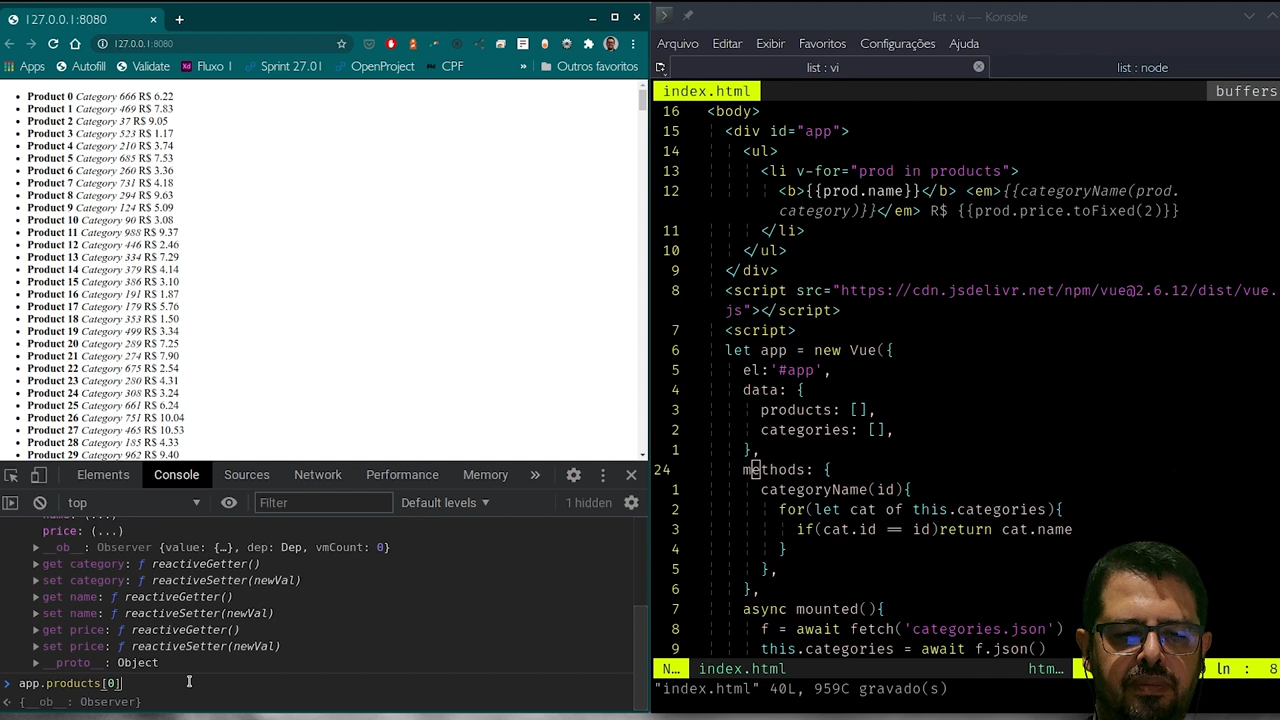 127.0.0.1:8080
127.0.0.1:8080
Apps Autofill Validate Xd Fluxo I Sprint 27.01 OpenProject CPF » Outros favoritos
Product 0 Category 666 R$ 6.22
Product 1 Category 469 R$ 7.83
Product 2 Category 37 R$ 9.05
Product 3 Category 523 R$ 1.17
Product 4 Category 210 R$ 3.74
Product 5 Category 685 R$ 7.53
Product 6 Category 260 R$ 3.36
Product 7 Category 731 R$ 4.18
Product 8 Category 294 R$ 9.63
Product 9 Category 124 R$ 5.09
Product 10 Category 90 R$ 3.08
Product 11 Category 988 R$ 9.37
Product 12 Category 446 R$ 2.46
Product 13 Category 334 R$ 7.29
Product 14 Category 379 R$ 4.14
Product 15 Category 386 R$ 3.10
Product 16 Category 191 R$ 1.87
Product 17 Category 179 R$ 5.76
Product 18 Category 353 R$ 1.50
Product 19 Category 499 R$ 3.34
Product 20 Category 289 R$ 7.25
Product 21 Category 274 R$ 7.90
Product 22 Category 675 R$ 2.54
Product 23 Category 280 R$ 4.31
Product 24 Category 308 R$ 3.24
Product 25 Category 661 R$ 6.24
Product 26 Category 751 R$ 10.04
Product 27 Category 465 R$ 10.53
Product 28 Category 185 R$ 4.33
Product 29 Category 962 R$ 9.40
Elements Console Sources Network Performance Memory »
top Filter Default levels 1 hidden
price: (...)
__ob__: Observer {value: {…}, dep: Dep, vmCount: 0}
get category: ƒ reactiveGetter()
set category: ƒ reactiveSetter(newVal)
get name: ƒ reactiveGetter()
set name: ƒ reactiveSetter(newVal)
get price: ƒ reactiveGetter()
set price: ƒ reactiveSetter(newVal)
__proto__: Object
app.products[0]
{__ob__: Observer}
list : vi — Konsole
Arquivo Editar Exibir Favoritos Configurações Ajuda
list : vi list : node
index.html buffers
16 <body>
15 <div id="app">
14 <ul>
13 <li v-for="prod in products">
12 <b>{{prod.name}}</b> <em>{{categoryName(prod.
category)}}</em> R$ {{prod.price.toFixed(2)}}
11 </li>
10 </ul>
9 </div>
8 <script src="https://cdn.jsdelivr.net/npm/vue@2.6.12/dist/vue.
js"></script>
7 <script>
6 let app = new Vue({
5 el:'#app',
4 data: {
3 products: [],
2 categories: [],
1 },
24 methods: {
1 categoryName(id){
2 for(let cat of this.categories){
3 if(cat.id == id)return cat.name
4 }
5 },
6 },
7 async mounted(){
8 f = await fetch('categories.json')
9 this.categories = await f.json()
N… index.html htm… ln : 8
"index.html" 40L, 959C gravado(s)